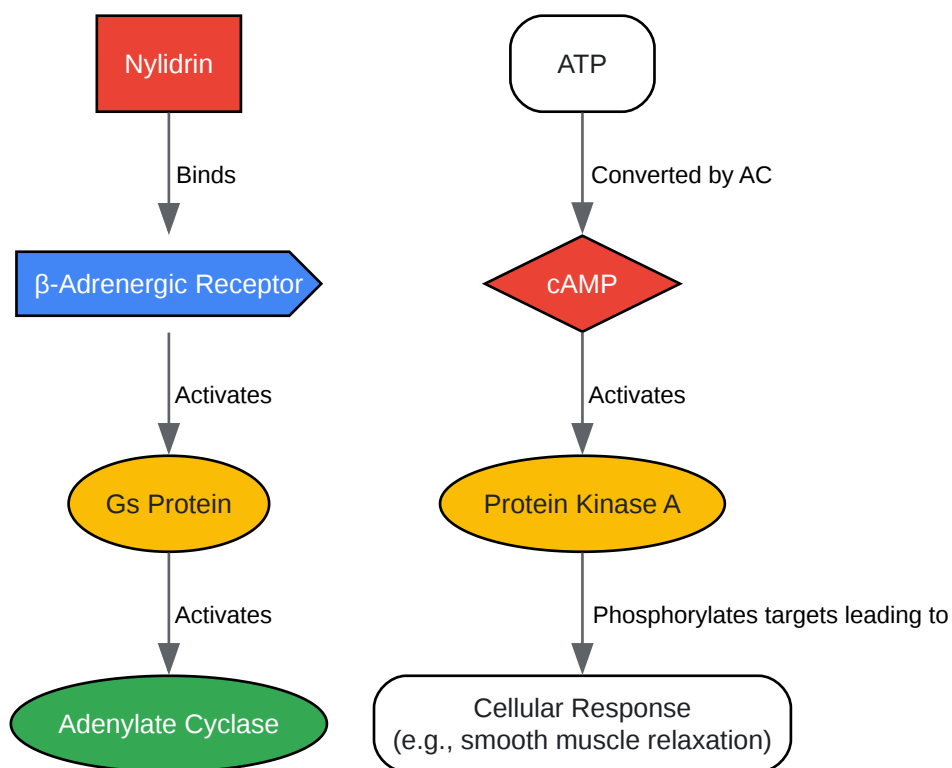 Nylidrin
Binds
β-Adrenergic Receptor
Activates
Gs Protein
Activates
Adenylate Cyclase
ATP
Converted by AC
cAMP
Activates
Protein Kinase A
Phosphorylates targets leading to
Cellular Response
(e.g., smooth muscle relaxation)